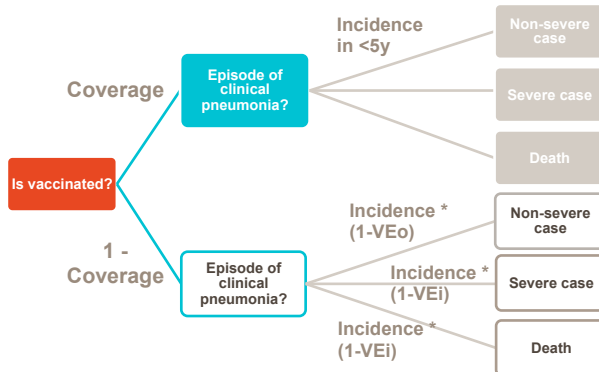 Incidence
in <5y
Non-severe
case
Coverage
Episode of
clinical
pneumonia?
Severe case
Death
Is vaccinated?
Incidence *
(1-VEo)
Non-severe
case
1 -
Coverage
Episode of
clinical
pneumonia?
Incidence *
(1-VEi)
Severe case
Incidence *
(1-VEi)
Death